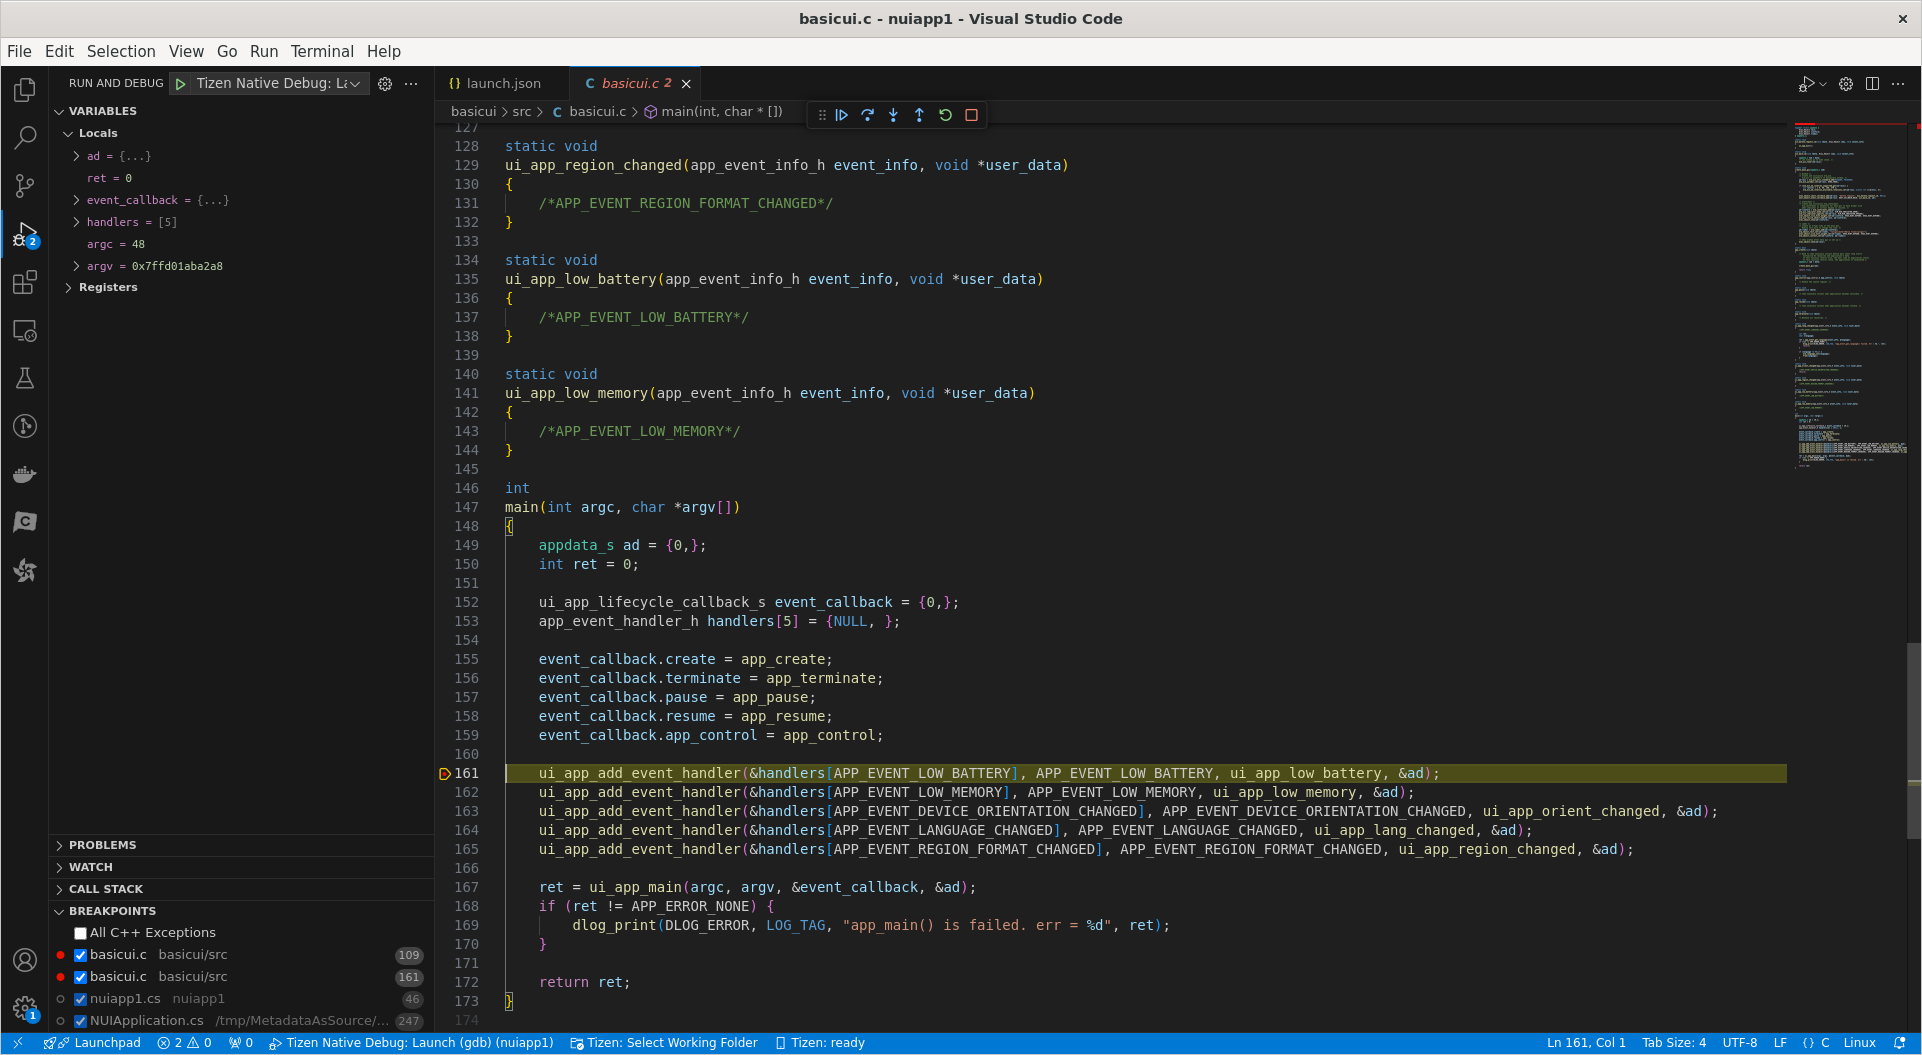 basicui.c - nuiapp1 - Visual Studio Code
File Edit Selection View Go Run Terminal Help
RUN AND DEBUG Tizen Native Debug: La
launch.json basicui.c 2
VARIABLES
basicui > src > C basicui.c > main(int, char * [])
Locals
ad = {...}
ret = 0
event_callback = {...}
handlers = [5]
argc = 48
argv = 0x7ffd01aba2a8
Registers
127
128 static void
129 ui_app_region_changed(app_event_info_h event_info, void *user_data)
130 {
131 /*APP_EVENT_REGION_FORMAT_CHANGED*/
132 }
133
134 static void
135 ui_app_low_battery(app_event_info_h event_info, void *user_data)
136 {
137 /*APP_EVENT_LOW_BATTERY*/
138 }
139
140 static void
141 ui_app_low_memory(app_event_info_h event_info, void *user_data)
142 {
143 /*APP_EVENT_LOW_MEMORY*/
144 }
145
146 int
147 main(int argc, char *argv[])
148 {
149 appdata_s ad = {0,};
150 int ret = 0;
151
152 ui_app_lifecycle_callback_s event_callback = {0,};
153 app_event_handler_h handlers[5] = {NULL, };
154
155 event_callback.create = app_create;
156 event_callback.terminate = app_terminate;
157 event_callback.pause = app_pause;
158 event_callback.resume = app_resume;
159 event_callback.app_control = app_control;
160
161 ui_app_add_event_handler(&handlers[APP_EVENT_LOW_BATTERY], APP_EVENT_LOW_BATTERY, ui_app_low_battery, &ad);
162 ui_app_add_event_handler(&handlers[APP_EVENT_LOW_MEMORY], APP_EVENT_LOW_MEMORY, ui_app_low_memory, &ad);
163 ui_app_add_event_handler(&handlers[APP_EVENT_DEVICE_ORIENTATION_CHANGED], APP_EVENT_DEVICE_ORIENTATION_CHANGED, ui_app_orient_changed, &ad);
164 ui_app_add_event_handler(&handlers[APP_EVENT_LANGUAGE_CHANGED], APP_EVENT_LANGUAGE_CHANGED, ui_app_lang_changed, &ad);
165 ui_app_add_event_handler(&handlers[APP_EVENT_REGION_FORMAT_CHANGED], APP_EVENT_REGION_FORMAT_CHANGED, ui_app_region_changed, &ad);
166
167 ret = ui_app_main(argc, argv, &event_callback, &ad);
168 if (ret != APP_ERROR_NONE) {
169 dlog_print(DLOG_ERROR, LOG_TAG, "app_main() is failed. err = %d", ret);
170 }
171
172 return ret;
173 }
174
PROBLEMS
WATCH
CALL STACK
BREAKPOINTS
All C++ Exceptions
basicui.c basicui/src 109
basicui.c basicui/src 161
nuiapp1.cs nuiapp1 46
NUIApplication.cs /tmp/MetadataAsSource/... 247
2
1
Launchpad 2 0 0 Tizen Native Debug: Launch (gdb) (nuiapp1) Tizen: Select Working Folder Tizen: ready Ln 161, Col 1 Tab Size: 4 UTF-8 LF {} C Linux